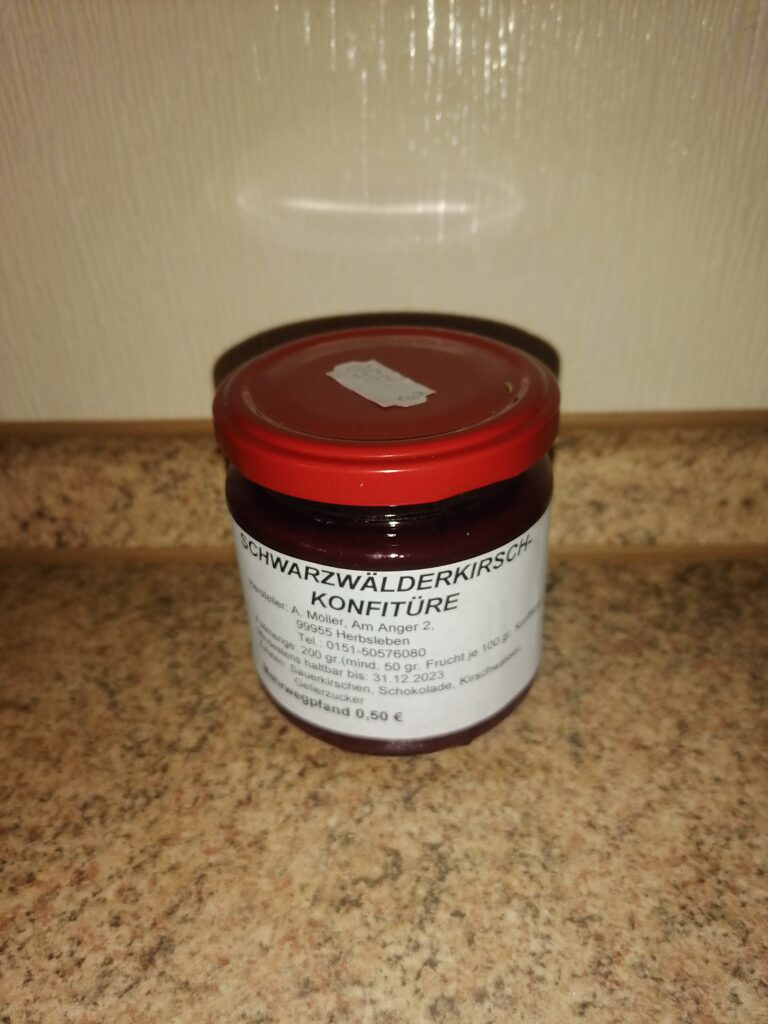 SCHWARZWÄLDERKIRSCH-
KONFITÜRE
Hersteller: A. Möller, Am Anger 2,
99955 Herbsleben
Tel.: 0151-50576080
200 gr.(mind. 50 gr. Frucht je 100 gr.
Mindestens haltbar bis: 31.12.2023
Sauerkirschen, Schokolade, Kirschwasser,
Gelierzucker
Mehrwegpfand 0,50 €